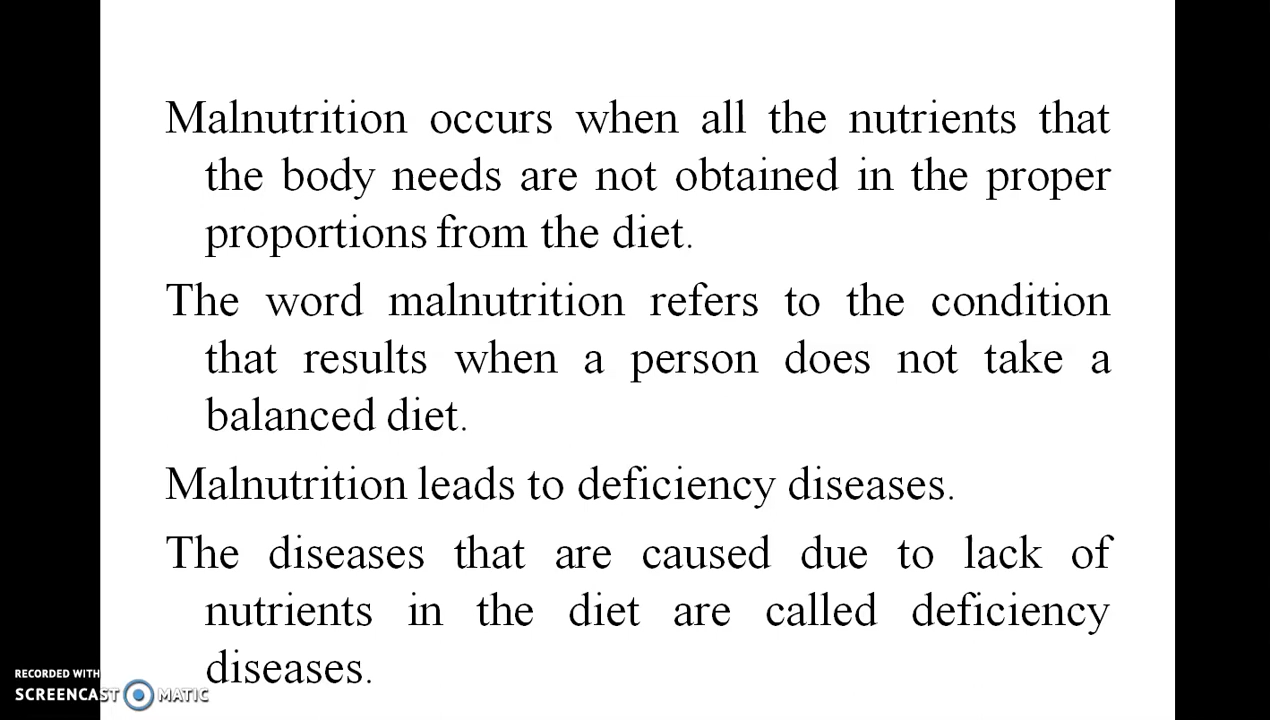 Malnutrition occurs when all the nutrients that
the body needs are not obtained in the proper
proportions from the diet.
The word malnutrition refers to the condition
that results when a person does not take a
balanced diet.
Malnutrition leads to deficiency diseases.
The diseases that are caused due to lack of
nutrients in the diet are called deficiency
diseases.
RECORDED WITH
SCREENCAST MATIC